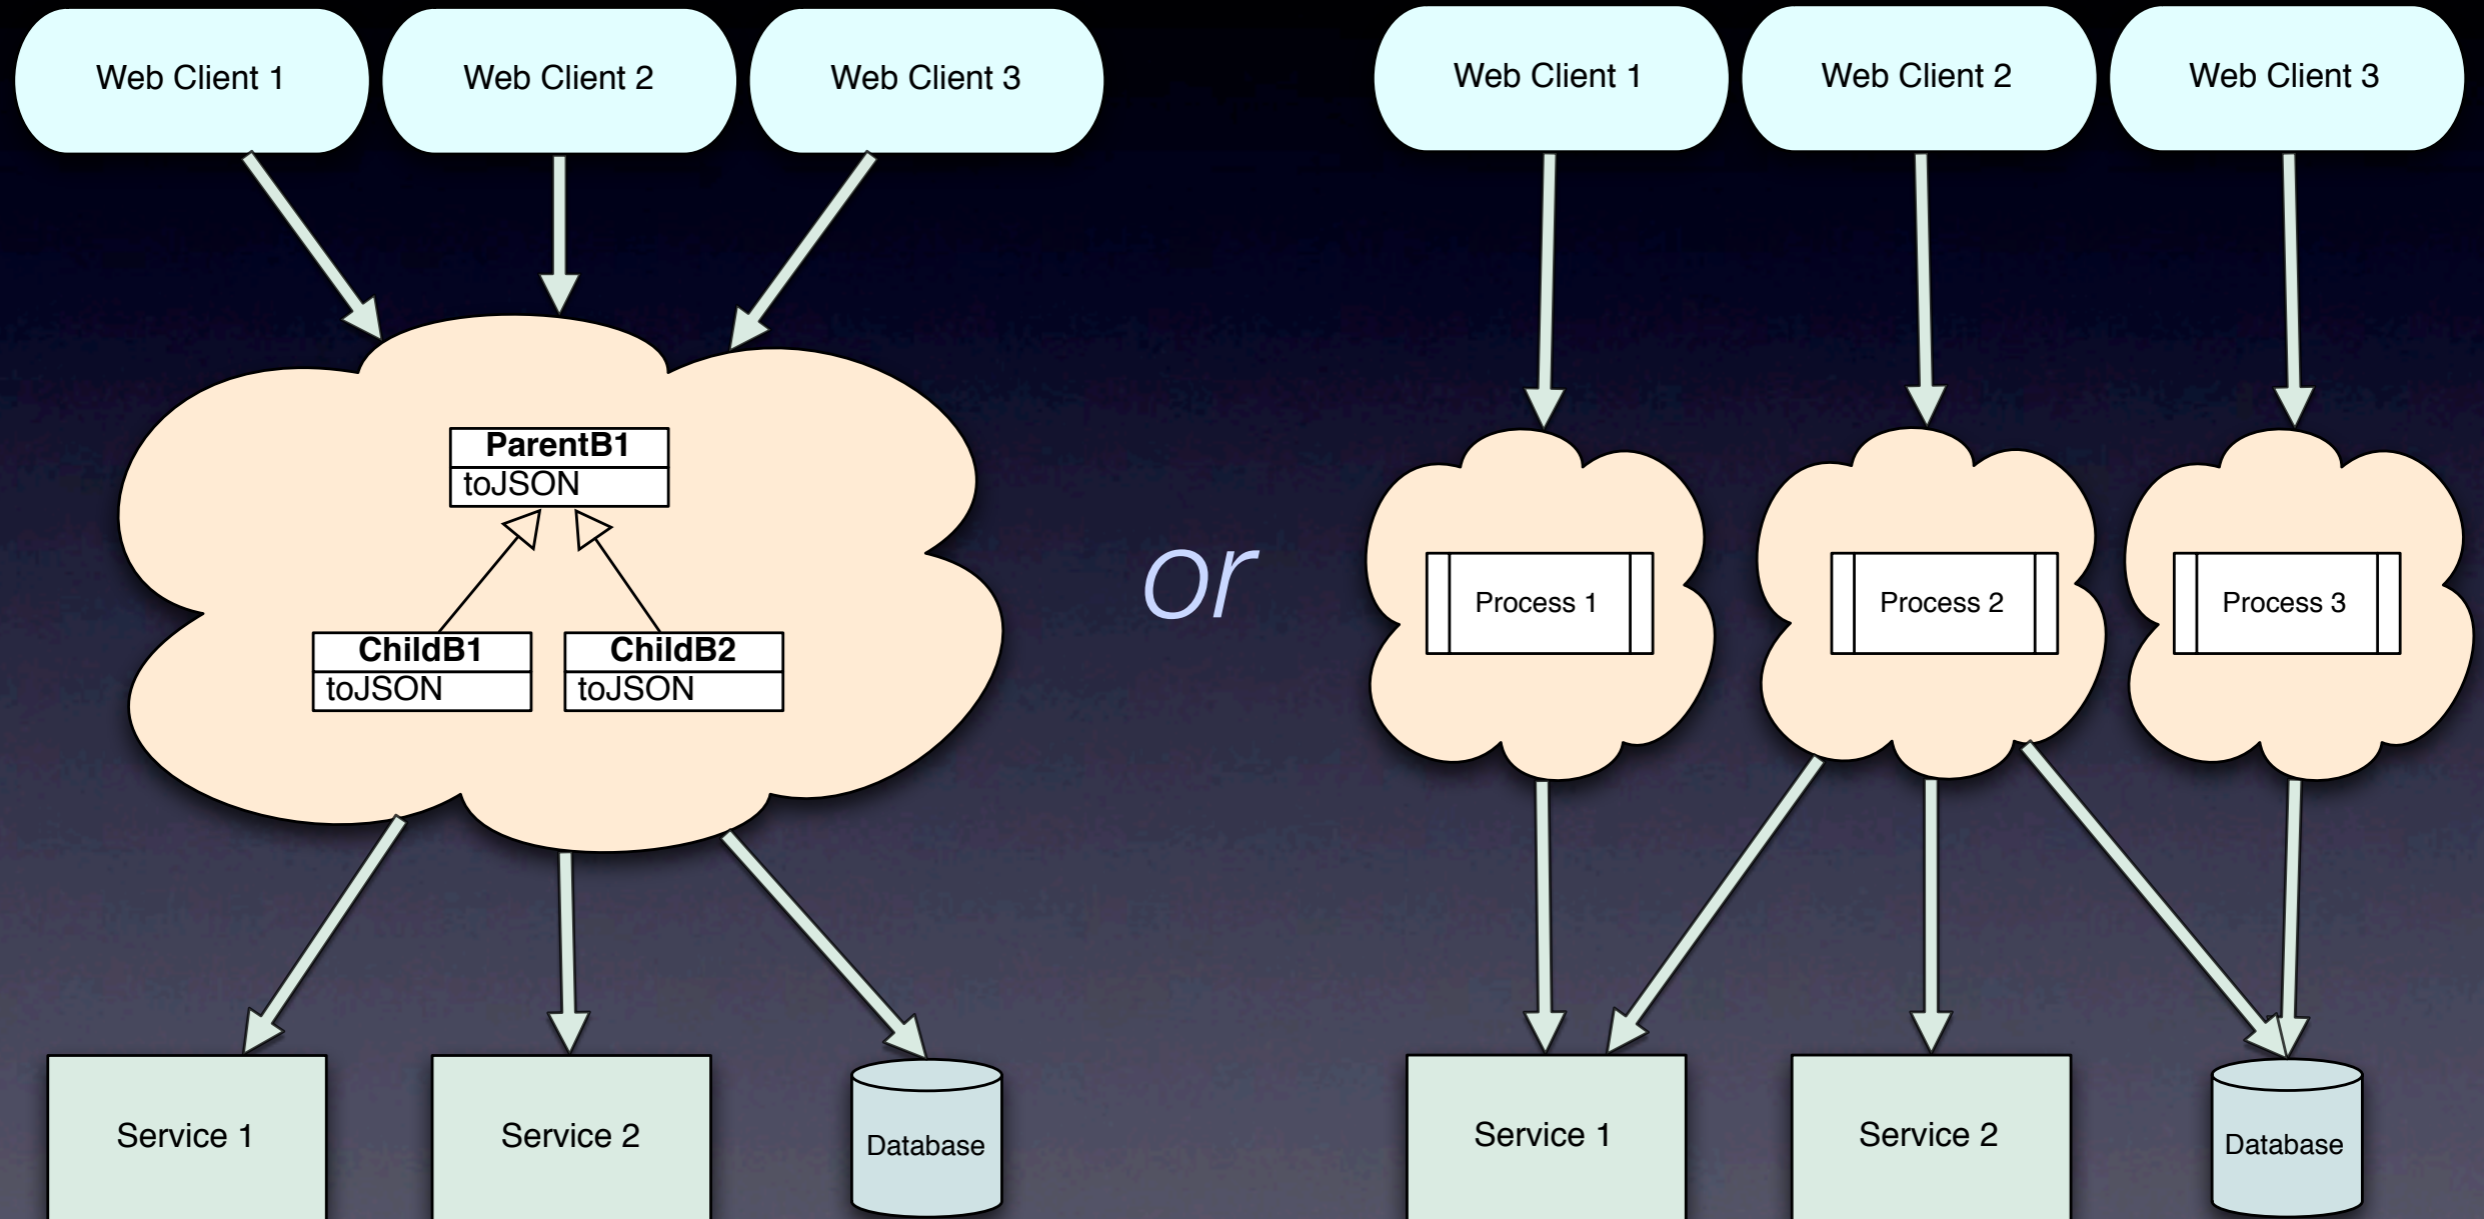 Web Client 1
Web Client 2
Web Client 3
ParentB1
toJSON
ChildB1
toJSON
ChildB2
toJSON
Service 1
Service 2
Database
or
Web Client 1
Web Client 2
Web Client 3
Process 1
Process 2
Process 3
Service 1
Service 2
Database